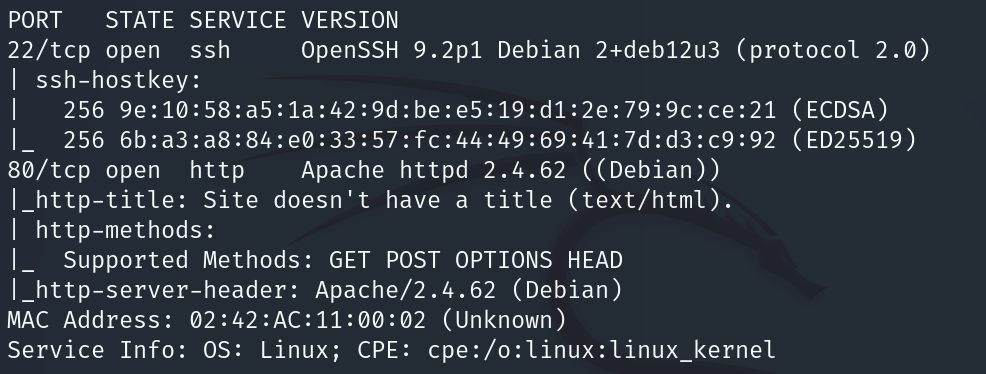 PORT   STATE SERVICE VERSION
22/tcp open  ssh     OpenSSH 9.2p1 Debian 2+deb12u3 (protocol 2.0)
| ssh-hostkey:
|   256 9e:10:58:a5:1a:42:9d:be:e5:19:d1:2e:79:9c:ce:21 (ECDSA)
|_  256 6b:a3:a8:84:e0:33:57:fc:44:49:69:41:7d:d3:c9:92 (ED25519)
80/tcp open  http    Apache httpd 2.4.62 ((Debian))
|_http-title: Site doesn't have a title (text/html).
| http-methods:
|_  Supported Methods: GET POST OPTIONS HEAD
|_http-server-header: Apache/2.4.62 (Debian)
MAC Address: 02:42:AC:11:00:02 (Unknown)
Service Info: OS: Linux; CPE: cpe:/o:linux:linux_kernel